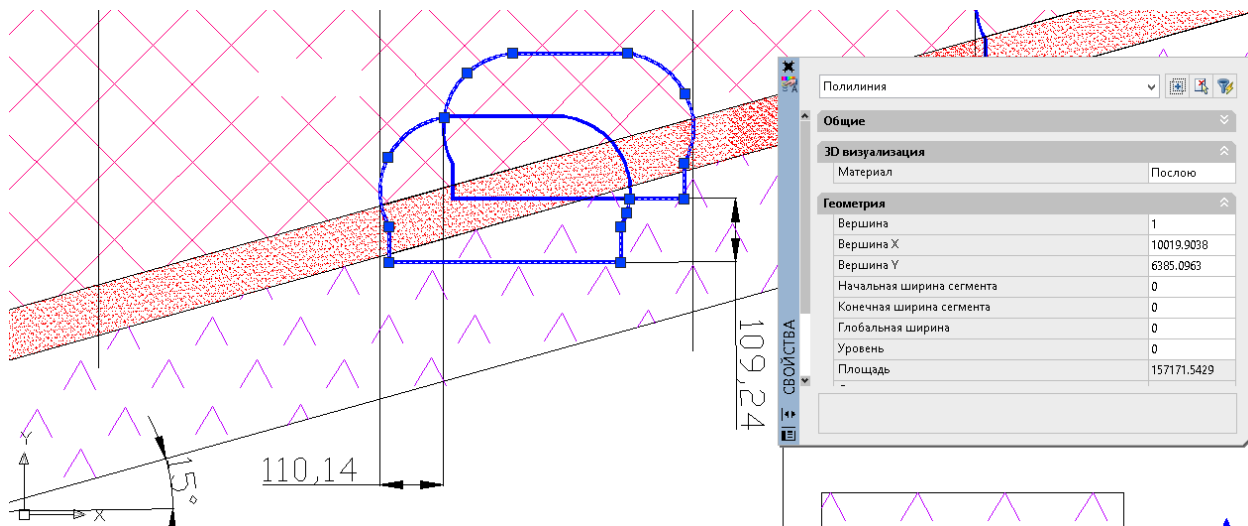 Полилиния
Общие
3D визуализация
Материал Послою
Геометрия
Вершина 1
Вершина X 10019.9038
Вершина Y 6385.0963
Начальная ширина сегмента 0
Конечная ширина сегмента 0
Глобальная ширина 0
Уровень 0
Площадь 157171.5429
СВОЙСТВА
109,24
110,14
15°
Y
X